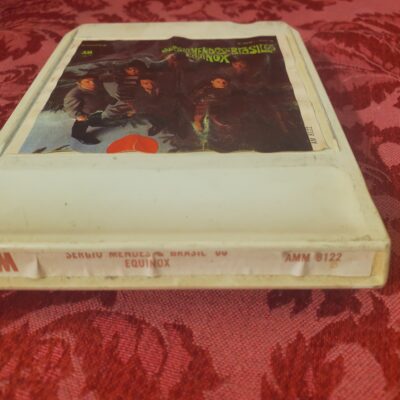 SERGIO MENDES & BRASIL 66
EQUINOX
SERGIO MENDES & BRASIL 66
EQUINOX
AMM 8122